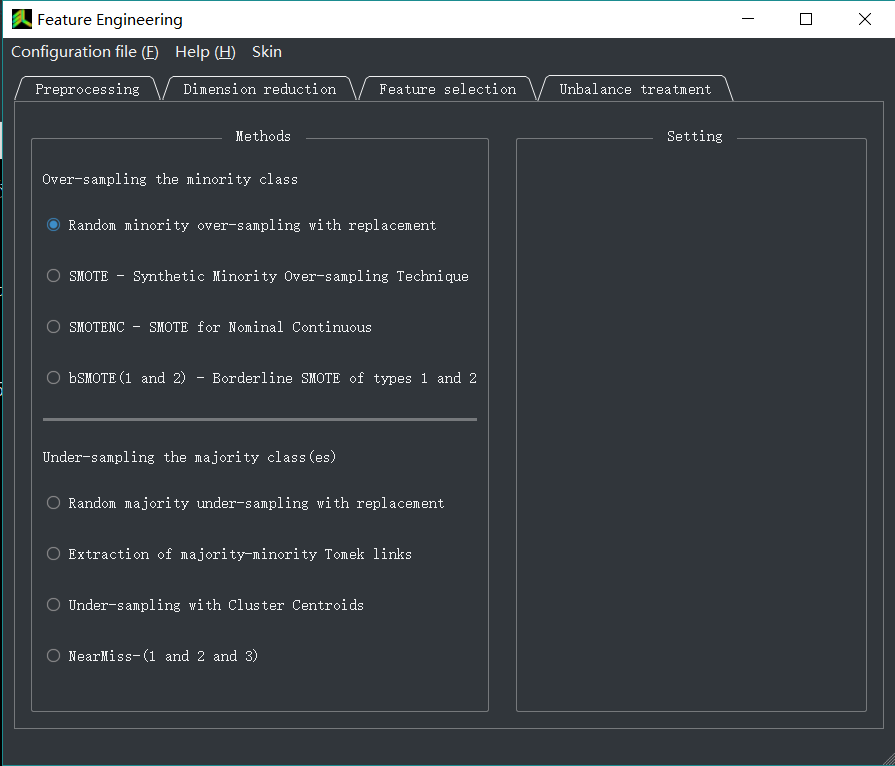 Feature Engineering
Configuration file (F) Help (H) Skin
Preprocessing Dimension reduction Feature selection Unbalance treatment
Methods
Over-sampling the minority class
Random minority over-sampling with replacement
SMOTE - Synthetic Minority Over-sampling Technique
SMOTENC - SMOTE for Nominal Continuous
bSMOTE(1 and 2) - Borderline SMOTE of types 1 and 2
Under-sampling the majority class(es)
Random majority under-sampling with replacement
Extraction of majority-minority Tomek links
Under-sampling with Cluster Centroids
NearMiss-(1 and 2 and 3)
Setting